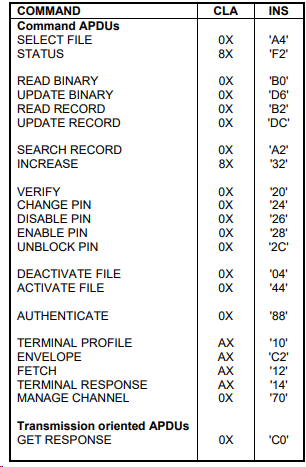 COMMAND CLA INS
Command APDUs
SELECT FILE 0X 'A4'
STATUS 8X 'F2'
READ BINARY 0X 'B0'
UPDATE BINARY 0X 'D6'
READ RECORD 0X 'B2'
UPDATE RECORD 0X 'DC'
SEARCH RECORD 0X 'A2'
INCREASE 8X '32'
VERIFY 0X '20'
CHANGE PIN 0X '24'
DISABLE PIN 0X '26'
ENABLE PIN 0X '28'
UNBLOCK PIN 0X '2C'
DEACTIVATE FILE 0X '04'
ACTIVATE FILE 0X '44'
AUTHENTICATE 0X '88'
TERMINAL PROFILE AX '10'
ENVELOPE AX 'C2'
FETCH AX '12'
TERMINAL RESPONSE AX '14'
MANAGE CHANNEL 0X '70'
Transmission oriented APDUs
GET RESPONSE 0X 'C0'